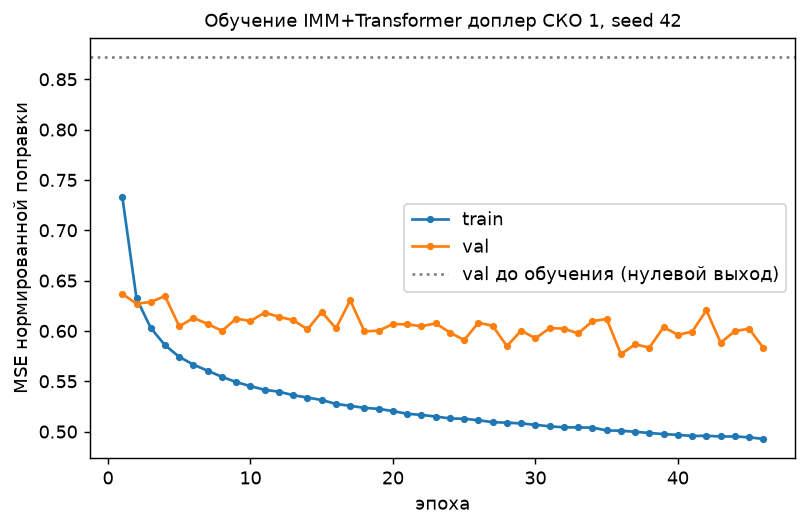 Обучение IMM+Transformer доплер СКО 1, seed 42
MSE нормированной поправки
0.85
0.80
0.75
0.70
0.65
0.60
0.55
0.50
train
val
val до обучения (нулевой выход)
0
10
20
30
40
эпоха